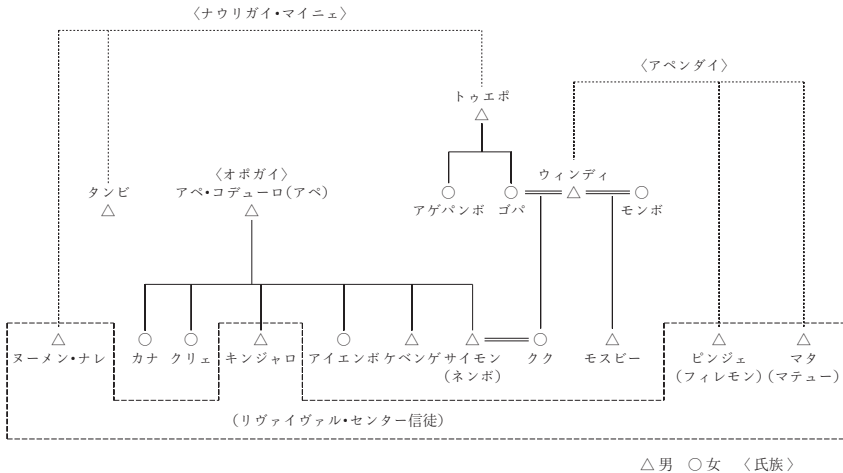 〈ナウリガイ・マイニェ〉
〈アペンダイ〉
トゥエポ
△
タンビ
△
〈オポガイ〉
アペ・コデューロ(アペ)
△
ウィンディ
○ ○ △ ○
アゲパンボ ゴパ モンボ
△ ○ ○ △ ○ △ △ ○ △ △ △
ヌーメン・ナレ カナ クリェ キンジャロ アイエンボ ケベンゲ サイモン クク モスビー ピンジェ マタ
(ネンボ) (フィレモン) (マテュー)
(リヴァイヴァル・センター信徒)
△男 ○女 〈氏族〉